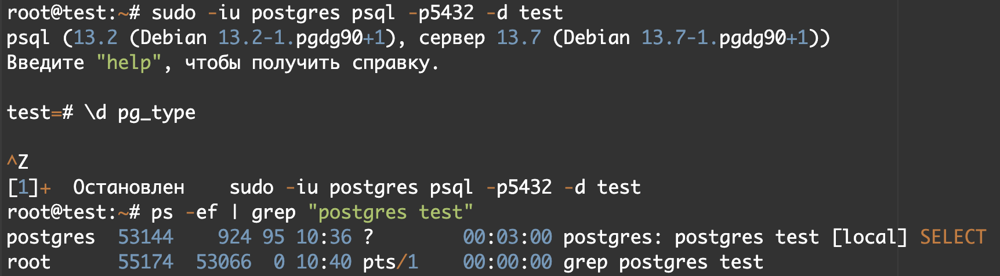 root@test:~# sudo -iu postgres psql -p5432 -d test
psql (13.2 (Debian 13.2-1.pgdg90+1), сервер 13.7 (Debian 13.7-1.pgdg90+1))
Введите "help", чтобы получить справку.
test=# \d pg_type
^Z
[1]+  Остановлен    sudo -iu postgres psql -p5432 -d test
root@test:~# ps -ef | grep "postgres test"
postgres  53144    924 95 10:36 ?        00:03:00 postgres: postgres test [local] SELECT
root      55174  53066  0 10:40 pts/1    00:00:00 grep postgres test